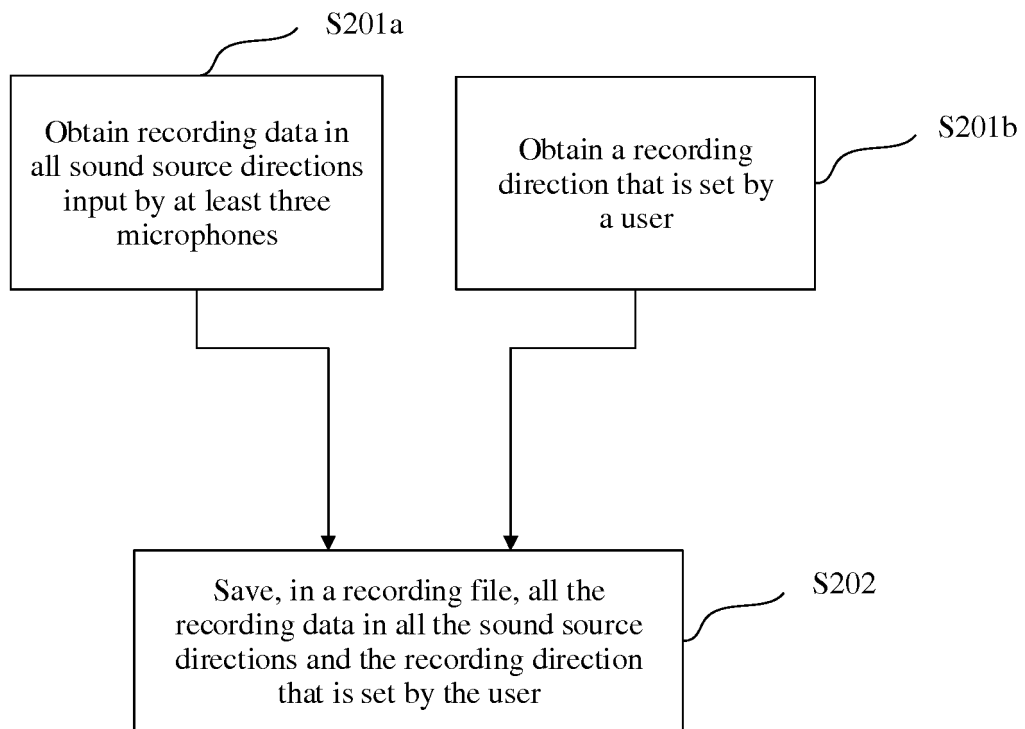 S201a
Obtain recording data in
all sound source directions
input by at least three
microphones
S201b
Obtain a recording
direction that is set by
a user
S202
Save, in a recording file, all the
recording data in all the sound source
directions and the recording direction
that is set by the user